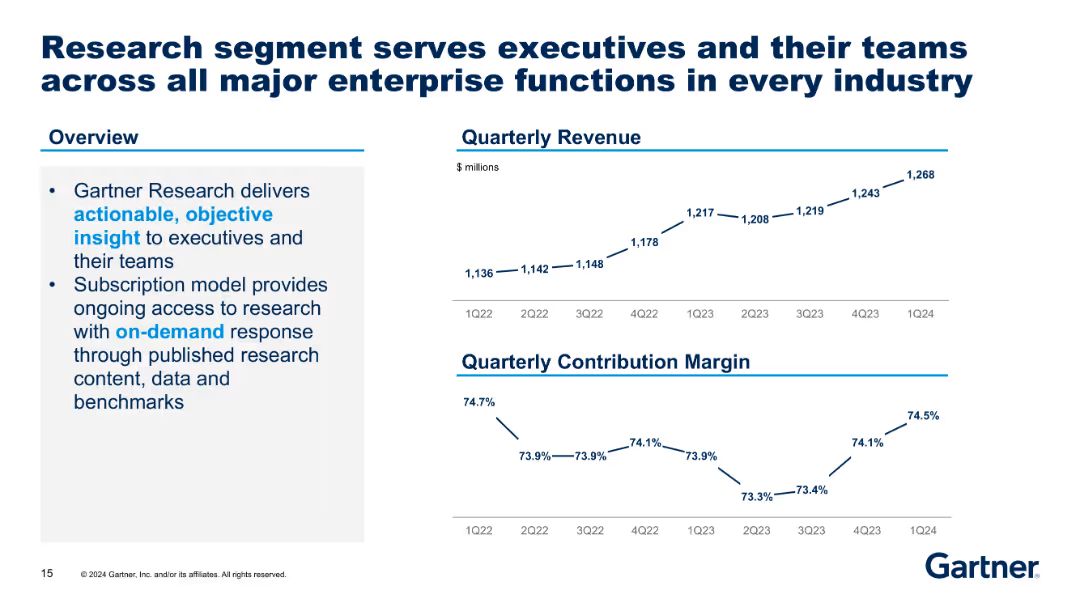 Research segment serves executives and their teams
across all major enterprise functions in every industry
Overview
• Gartner Research delivers
actionable, objective
insight to executives and
their teams
• Subscription model provides
ongoing access to research
with on-demand response
through published research
content, data and
benchmarks
Quarterly Revenue
$ millions
1,136 1,142 1,148 1,178 1,217 1,208 1,219 1,243 1,268
1Q22 2Q22 3Q22 4Q22 1Q23 2Q23 3Q23 4Q23 1Q24
Quarterly Contribution Margin
74.7% 73.9% 73.9% 74.1% 73.9% 73.3% 73.4% 74.1% 74.5%
1Q22 2Q22 3Q22 4Q22 1Q23 2Q23 3Q23 4Q23 1Q24
15 © 2024 Gartner, Inc. and/or its affiliates. All rights reserved.
Gartner®